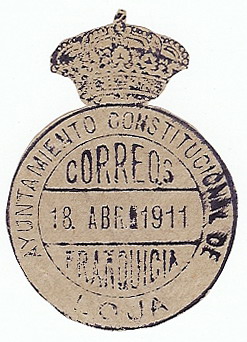 AYUNTAMIENTO CONSTITUCIONAL DE
CORREOS
18 ABR 1911
FRANQUICIA
LOJA